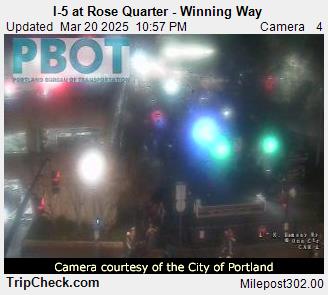 I-5 at Rose Quarter - Winning Way
Updated Mar 20 2025 10:57 PM Camera 4
PBOT
PORTLAND BUREAU OF TRANSPORTATION
Camera courtesy of the City of Portland
TripCheck.com Milepost302.00